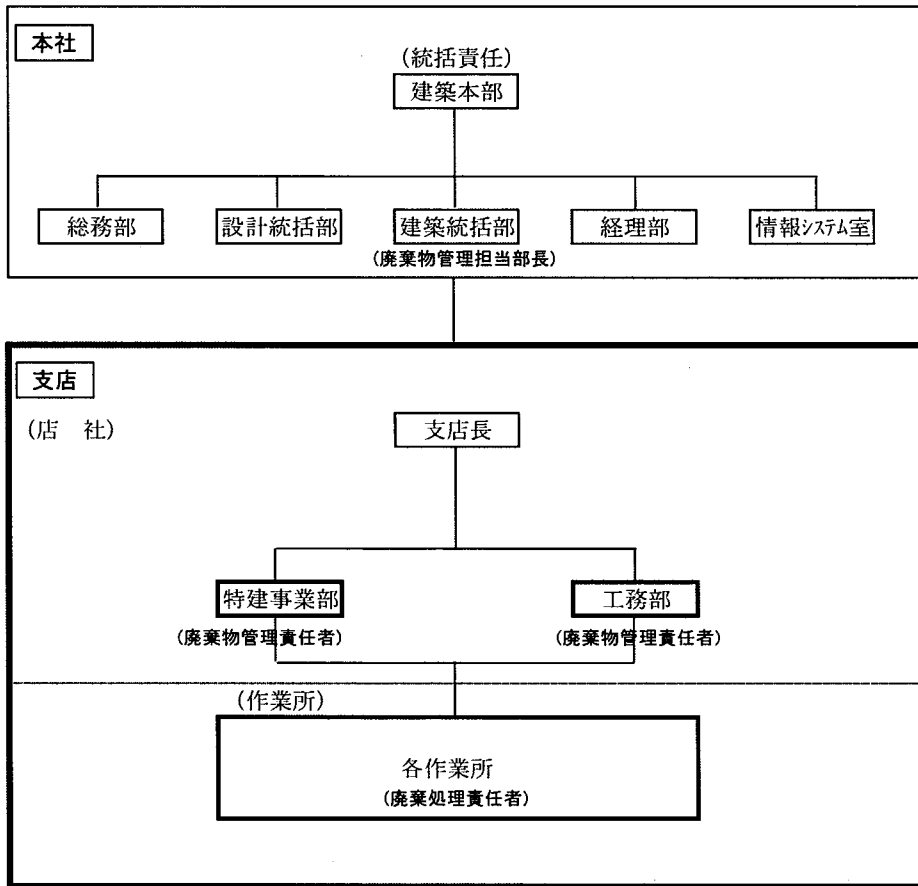 本社
(統括責任)
建築本部
総務部
設計統括部
建築統括部
経理部
情報ｼｽﾃﾑ室
(廃棄物管理担当部長)
支店
(店　社)
支店長
特建事業部
工務部
(廃棄物管理責任者)
(廃棄物管理責任者)
(作業所)
各作業所
(廃棄処理責任者)